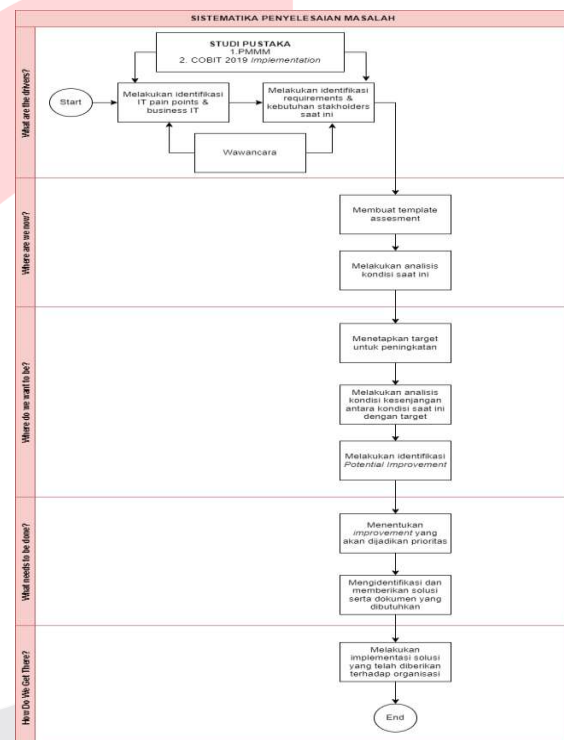 SISTEMATIKA PENYELESAIAN MASALAH
What are the drivers?
STUDI PUSTAKA
1.PMMM
2. COBIT 2019 Implementation
Start
Melakukan identifikasi
IT pain points &
business IT
Melakukan identifikasi
requirements &
kebutuhan stakholders
saat ini
Wawancara
Where are we now?
Membuat template
assesment
Melakukan analisis
kondisi saat ini
Where do we want to be?
Menetapkan target
untuk peningkatan
Melakukan analisis
kondisi kesenjangan
antara kondisi saat ini
dengan target
Melakukan identifikasi
Potential Improvement
What needs to be done?
Menentukan
improvement yang
akan dijadikan prioritas
Mengidentifikasi dan
memberikan solusi
serta dokumen yang
dibutuhkan
How Do We Get There?
Melakukan
implementasi solusi
yang telah diberikan
terhadap organisasi
End